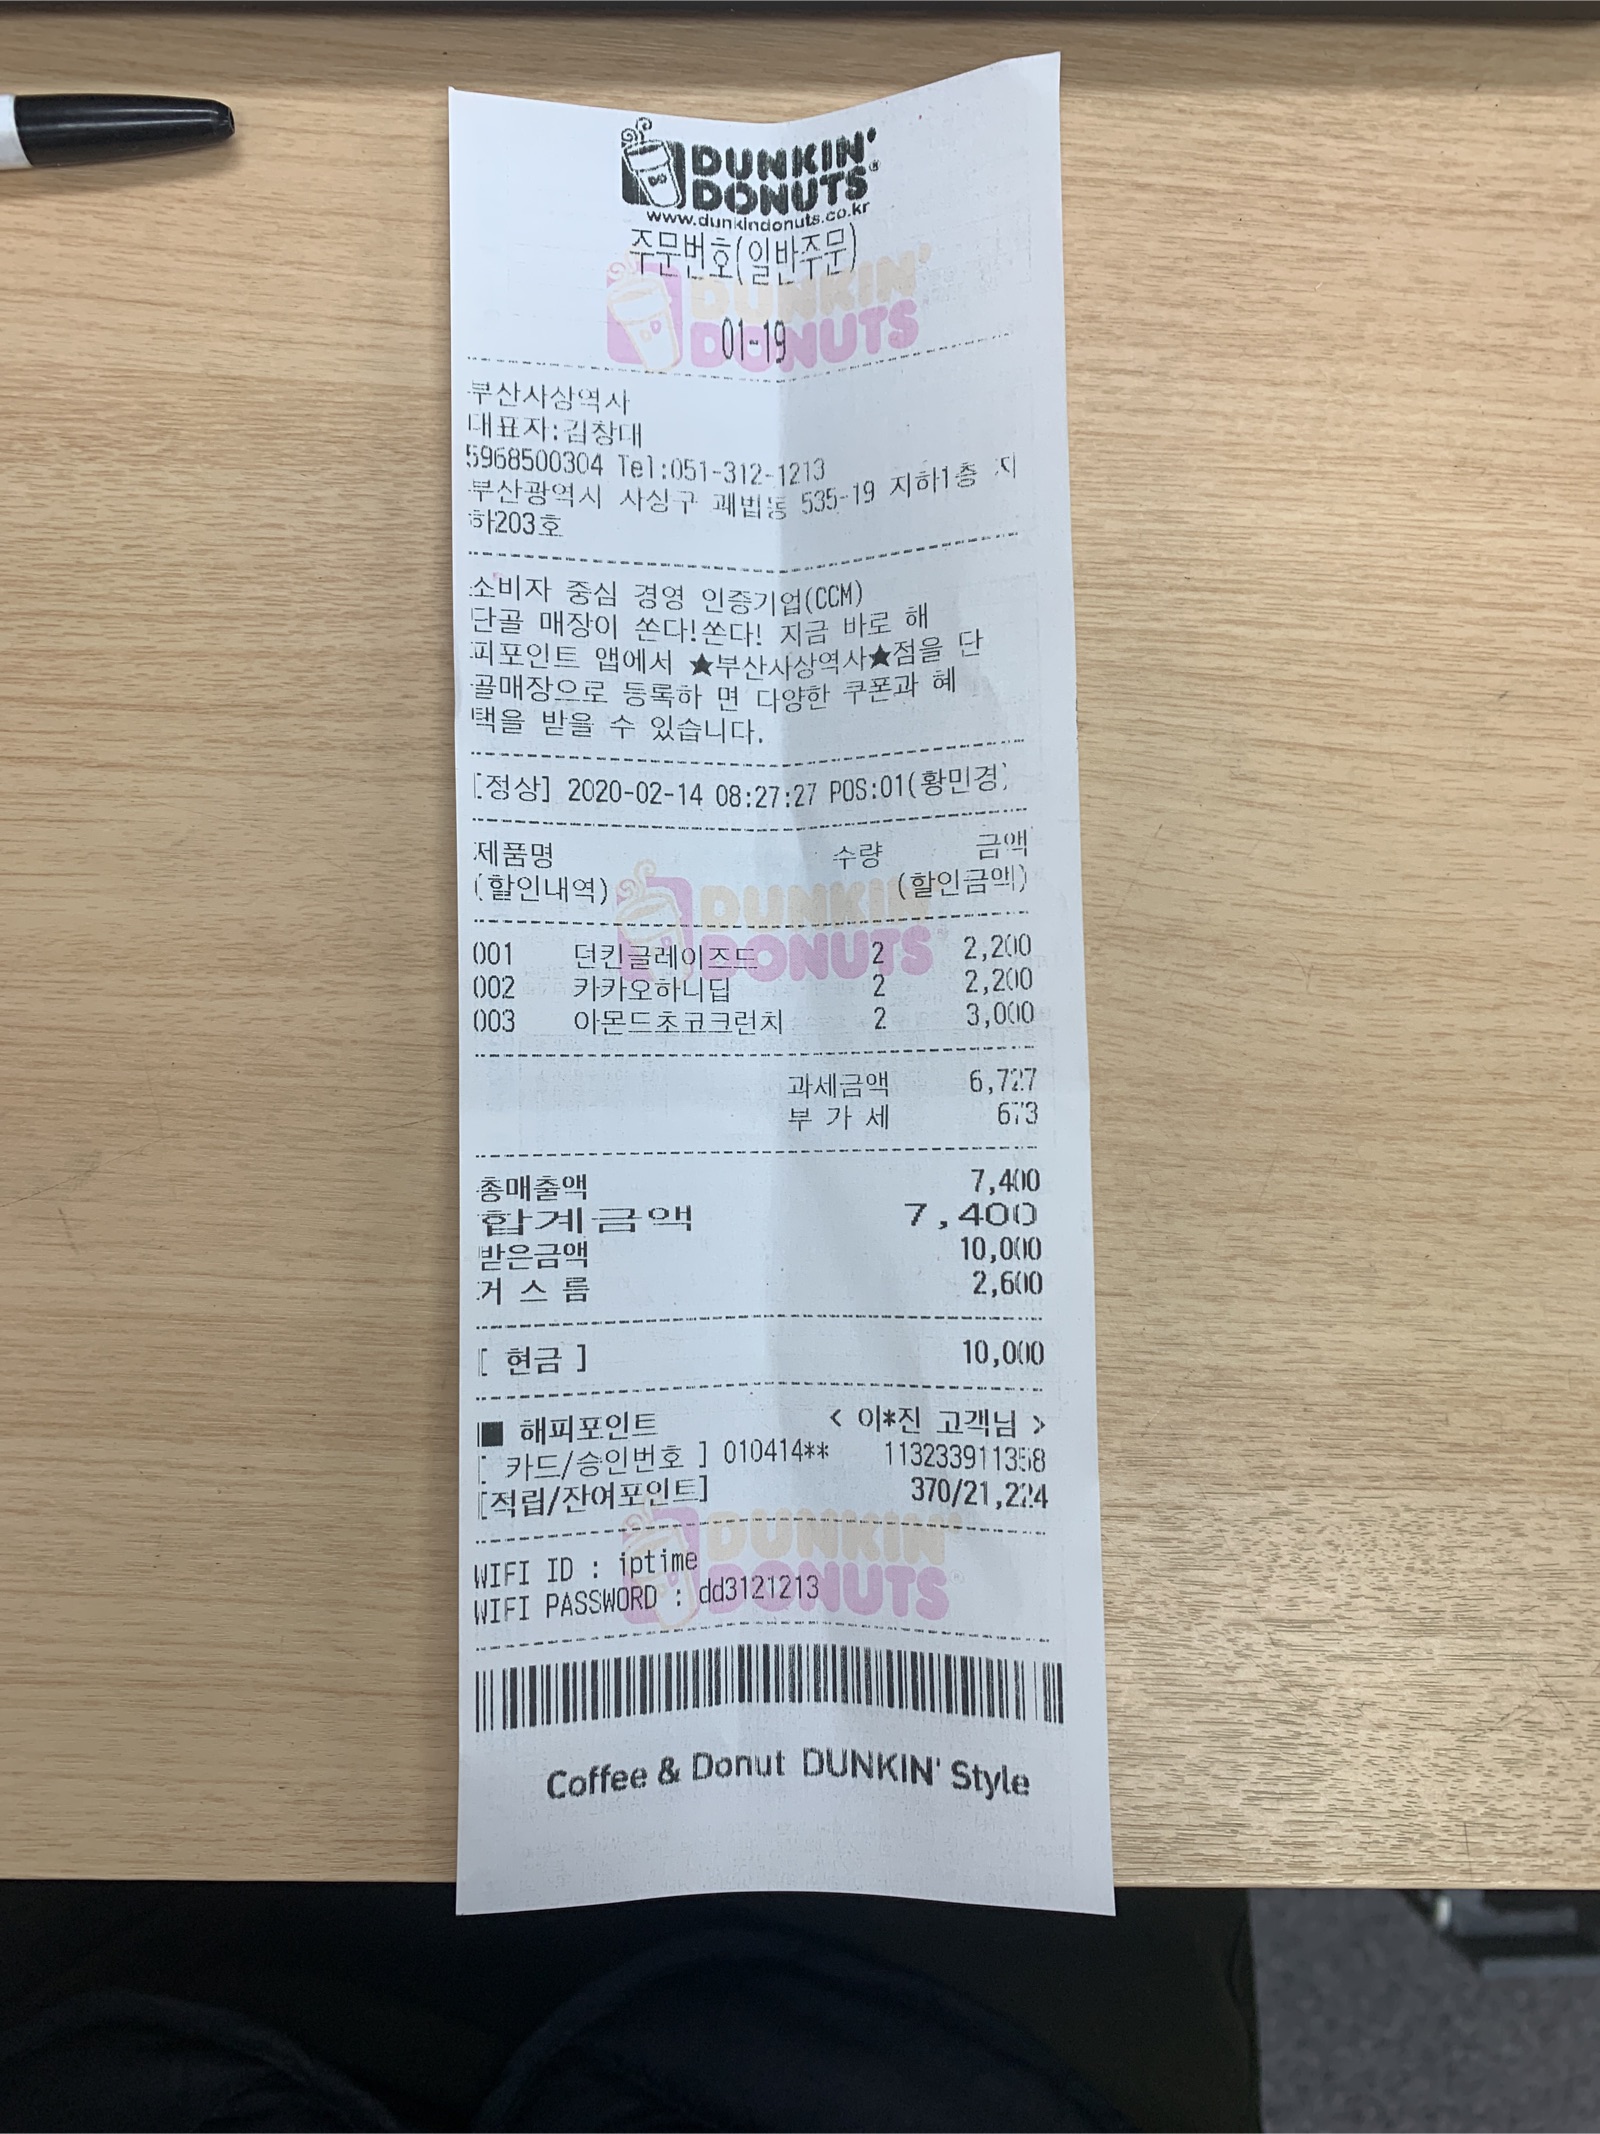 DUNKIN'
DONUTS®
www.dunkindonuts.co.kr
주문번호(일반주문)
DUNKIN'
DONUTS
01-19
부산사상역사
대표자:김창대
5968500304 Tel:051-312-1213
부산광역시 사상구 괘법동 535-19 지하1층 지
하203호
소비자 중심 경영 인증기업(CCM)
단골 매장이 쏜다!쏜다! 지금 바로 해
피포인트 앱에서 ★부산사상역사★점을 단
골매장으로 등록하 면 다양한 쿠폰과 혜
택을 받을 수 있습니다.
[정상] 2020-02-14 08:27:27 POS:01(황민경)
제품명 수량 금액
(할인내역) (할인금액)
DUNKIN'
DONUTS
001 던킨글레이즈드 2 2,200
002 카카오하니딥 2 2,200
003 아몬드초코크런치 2 3,000
과세금액 6,727
부 가 세 673
총매출액 7,400
합계금액 7,400
받은금액 10,000
거 스 름 2,600
[ 현금 ] 10,000
■ 해피포인트 < 이*진 고객님 >
[ 카드/승인번호 ] 010414** 113233911358
[적립/잔여포인트] 370/21,224
DUNKIN'
DONUTS®
WIFI ID : iptime
WIFI PASSWORD : dd3121213
Coffee & Donut DUNKIN' Style